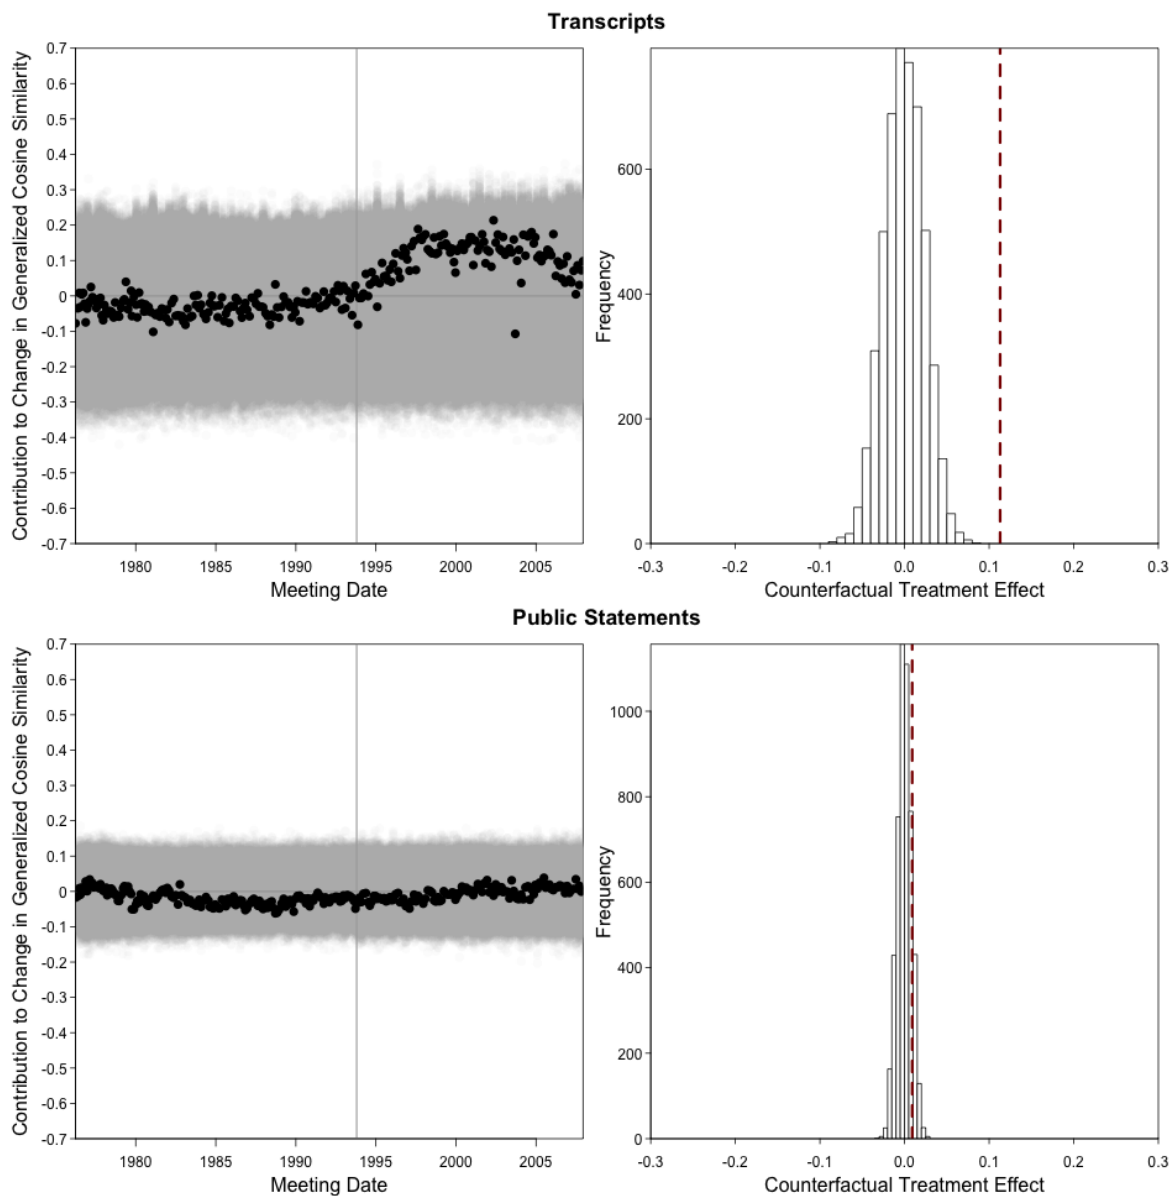 Transcripts
Contribution to Change in Generalized Cosine Similarity
0.7
0.6
0.5
0.4
0.3
0.2
0.1
0
-0.1
-0.2
-0.3
-0.4
-0.5
-0.6
-0.7
1980 1985 1990 1995 2000 2005
Meeting Date
Frequency
600
400
200
0
-0.3 -0.2 -0.1 0.0 0.1 0.2 0.3
Counterfactual Treatment Effect
Public Statements
Contribution to Change in Generalized Cosine Similarity
0.7
0.6
0.5
0.4
0.3
0.2
0.1
0
-0.1
-0.2
-0.3
-0.4
-0.5
-0.6
-0.7
1980 1985 1990 1995 2000 2005
Meeting Date
Frequency
1000
800
600
400
200
0
-0.3 -0.2 -0.1 0.0 0.1 0.2 0.3
Counterfactual Treatment Effect